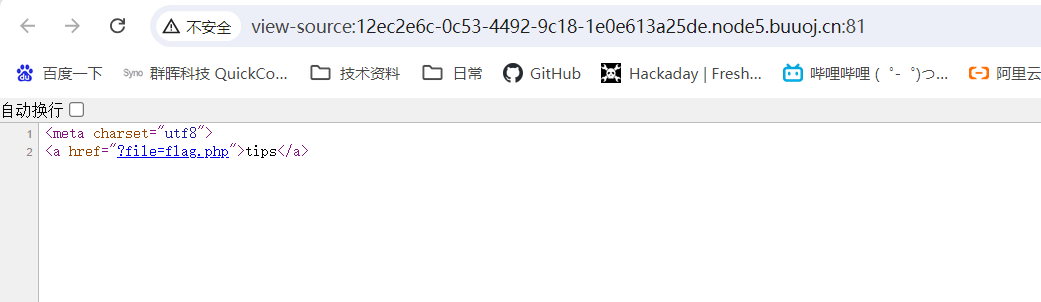 不安全 view-source:12ec2e6c-0c53-4492-9c18-1e0e613a25de.node5.buuoj.cn:81
百度一下 Syno 群晖科技 QuickCo... 技术资料 日常 GitHub Hackaday | Fresh... 哔哩哔哩 ( ゜- ゜)つ... 阿里云
自动换行
1 <meta charset="utf8">
2 <a href="?file=flag.php">tips</a>